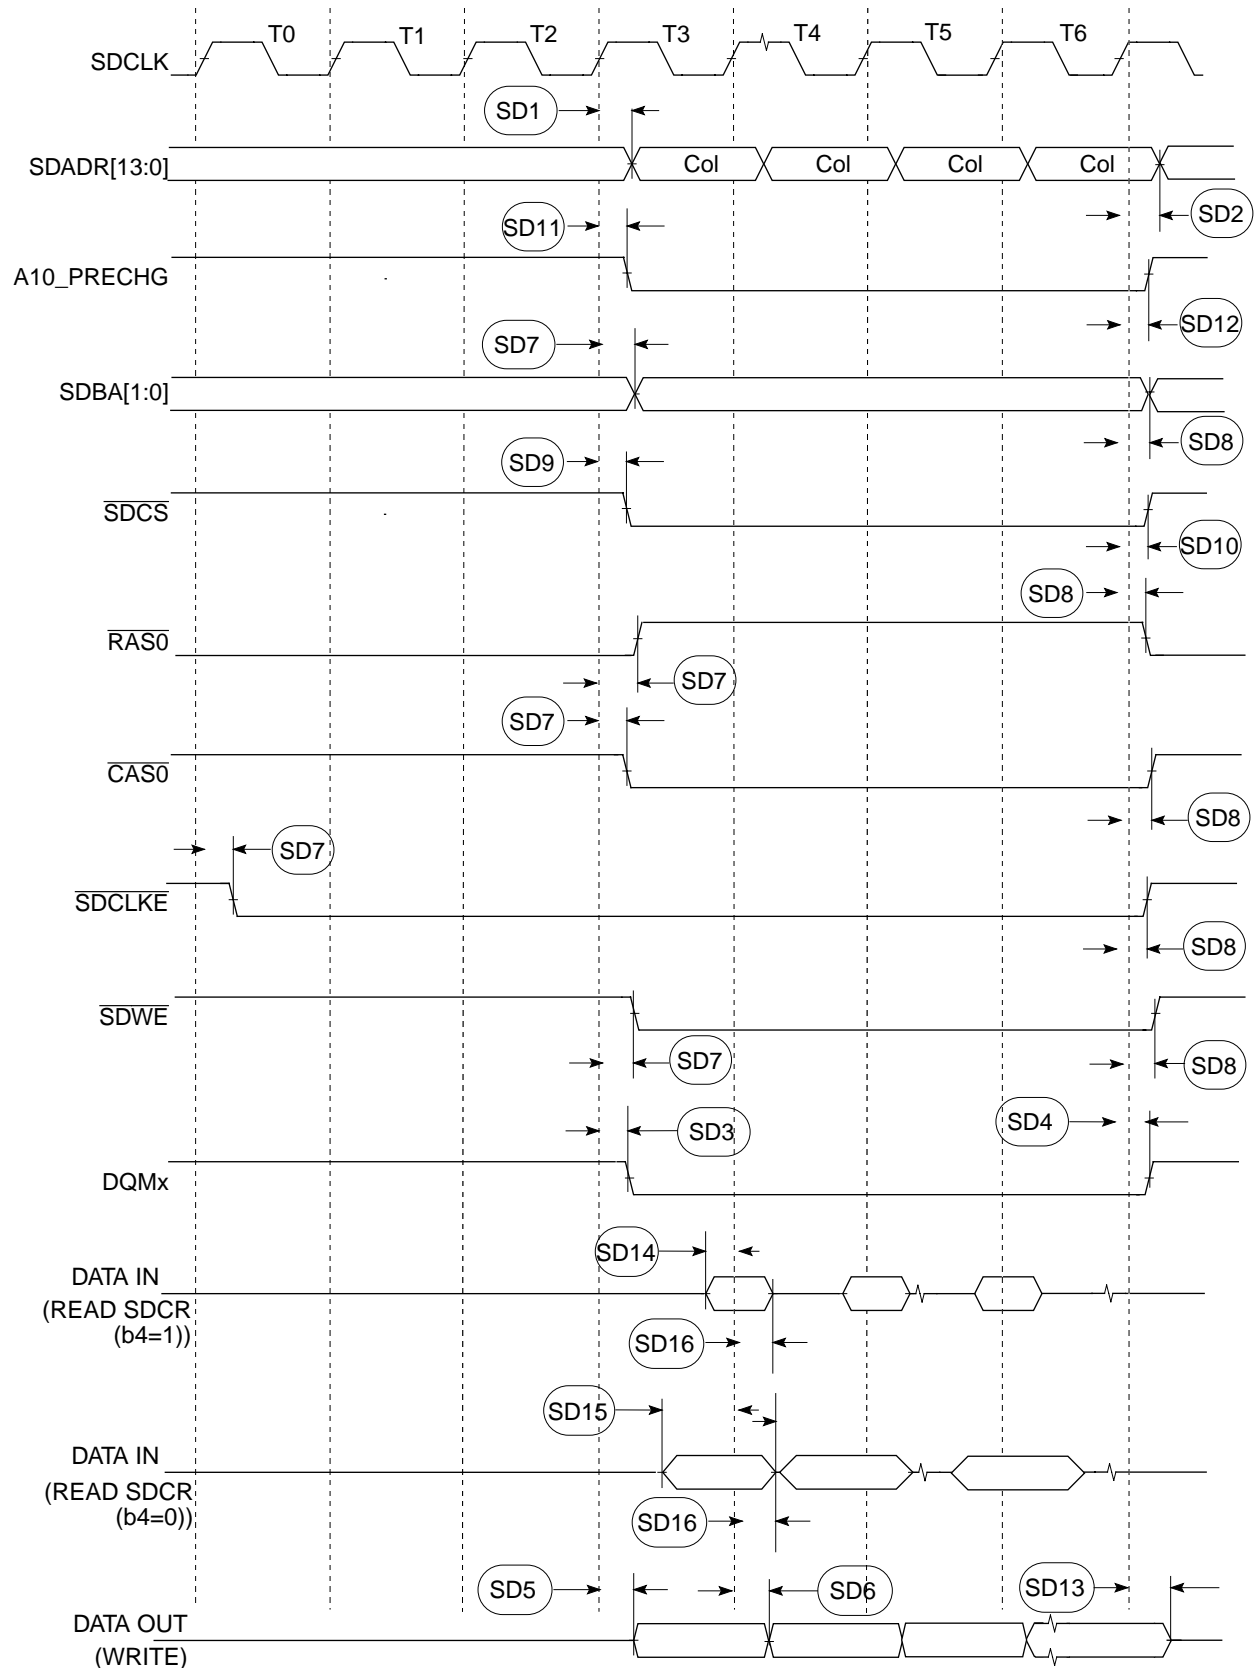 T0 T1 T2 T3 T4 T5 T6
SDCLK
SD1
SDADR[13:0] Col Col Col Col
SD11 SD2
A10_PRECHG
SD12
SD7
SDBA[1:0]
SD8
SD9
SDCS
SD10
SD8
RAS0
SD7
SD7
CAS0
SD8
SD7
SDCLKE
SD8
SDWE
SD7 SD8
SD3 SD4
DQMx
SD14
DATA IN
(READ SDCR
(b4=1))
SD16
SD15
DATA IN
(READ SDCR
(b4=0))
SD16
SD5 SD6 SD13
DATA OUT
(WRITE)